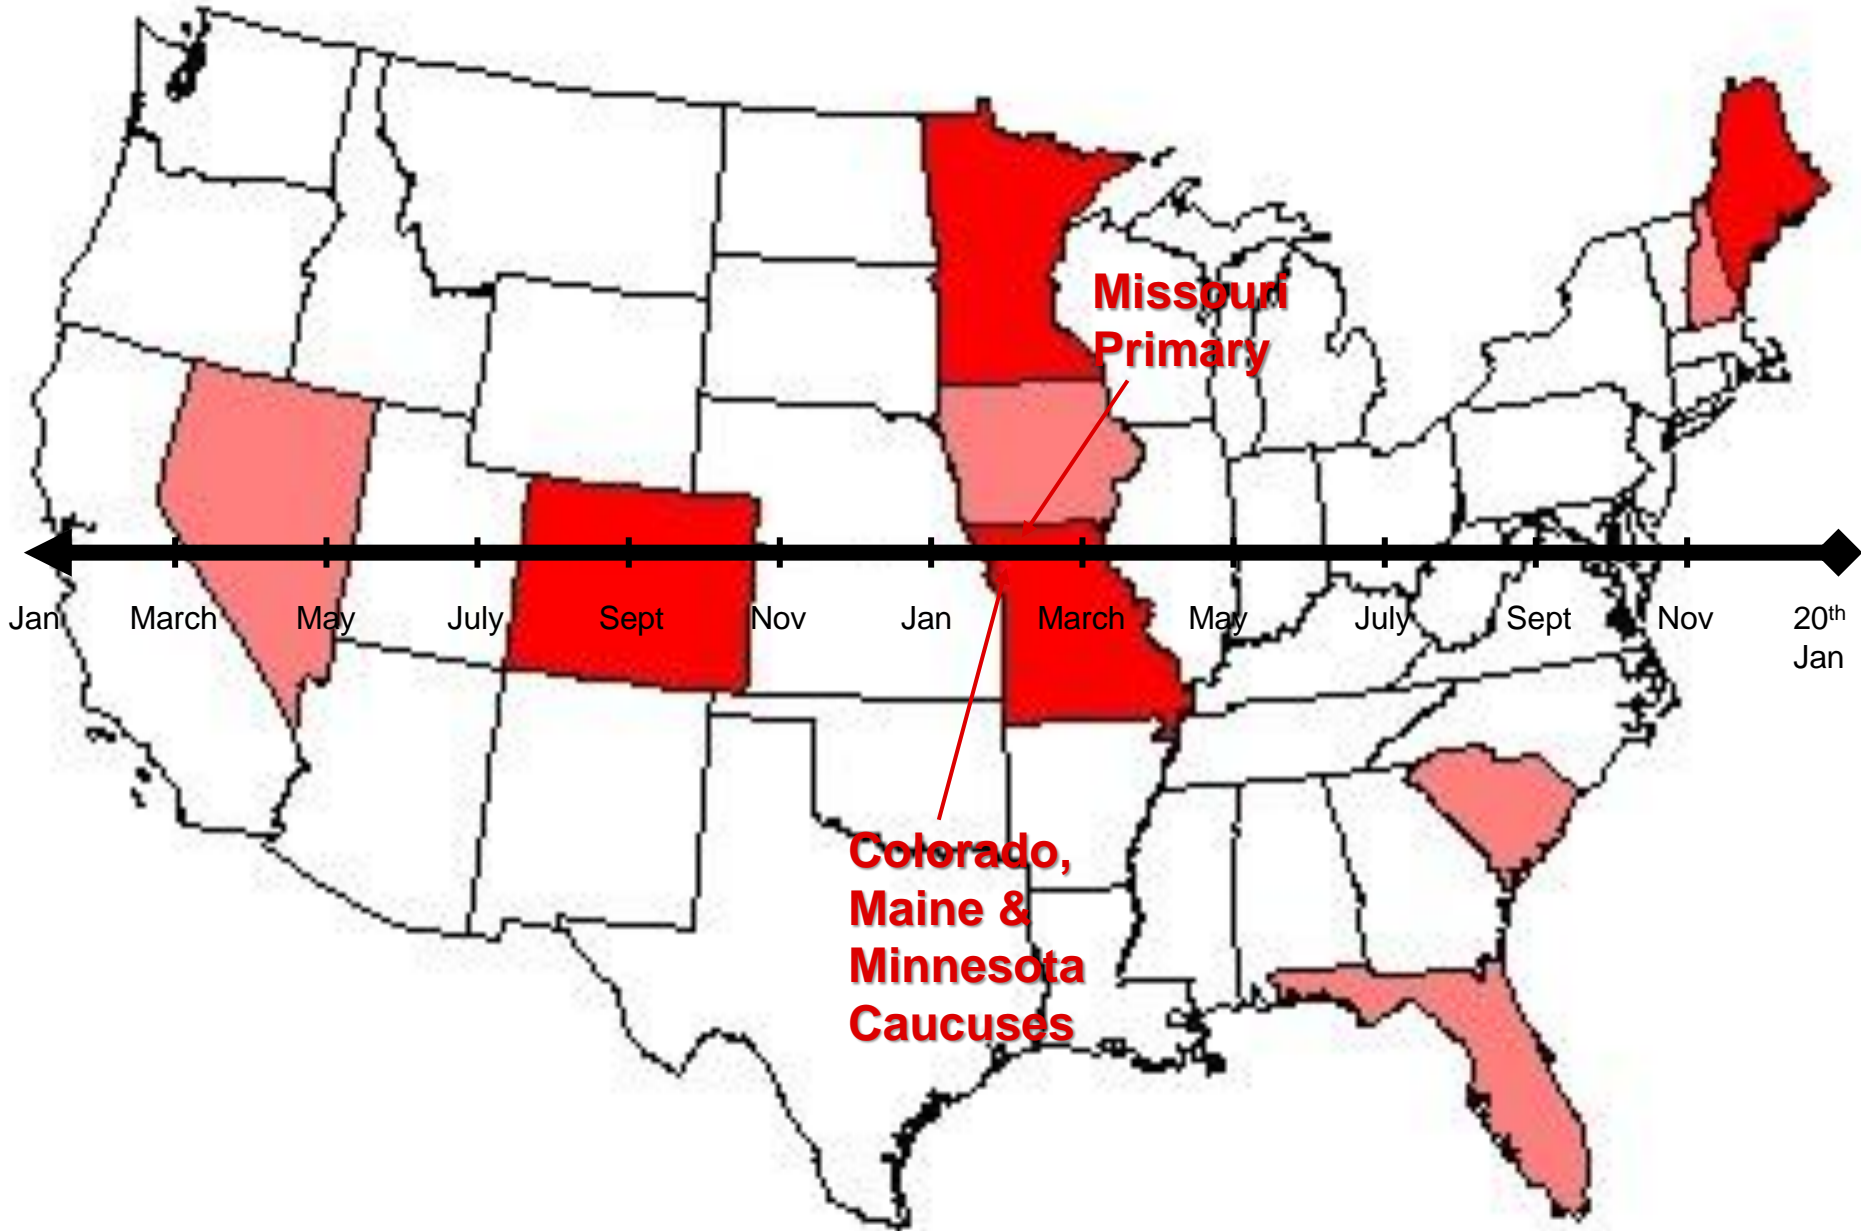 Missouri
Primary
Jan March May July Sept Nov Jan March May July Sept Nov 20th
Jan
Colorado,
Maine &
Minnesota
Caucuses